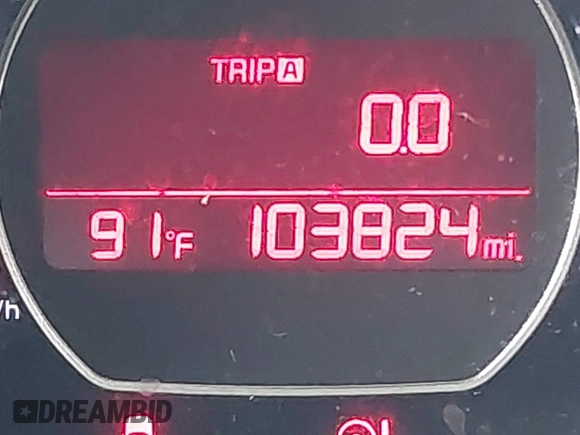 TRIP A
0.0
91°F 103824 mi.
/h
DREAMBID